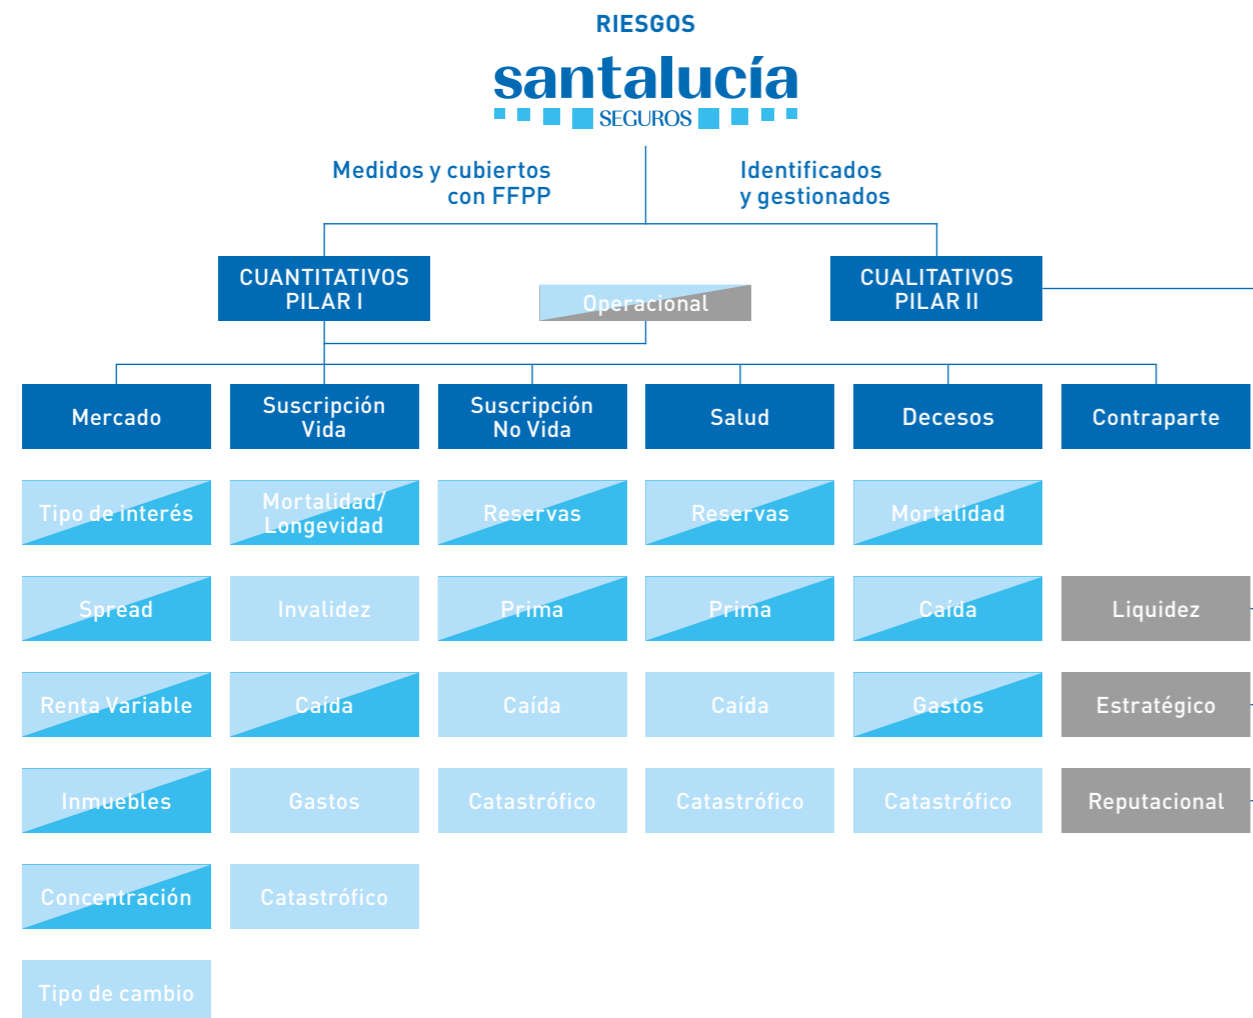 RIESGOS
santalucía
SEGUROS
Medidos y cubiertos
con FFPP
Identificados
y gestionados
CUANTITATIVOS
PILAR I
Operacional
CUALITATIVOS
PILAR II
Mercado
Suscripción
Vida
Suscripción
No Vida
Salud
Decesos
Contraparte
Tipo de interés
Mortalidad/
Longevidad
Reservas
Reservas
Mortalidad
Spread
Invalidez
Prima
Prima
Caída
Liquidez
Renta Variable
Caída
Caída
Caída
Gastos
Estratégico
Inmuebles
Gastos
Catastrófico
Catastrófico
Catastrófico
Reputacional
Concentración
Catastrófico
Tipo de cambio